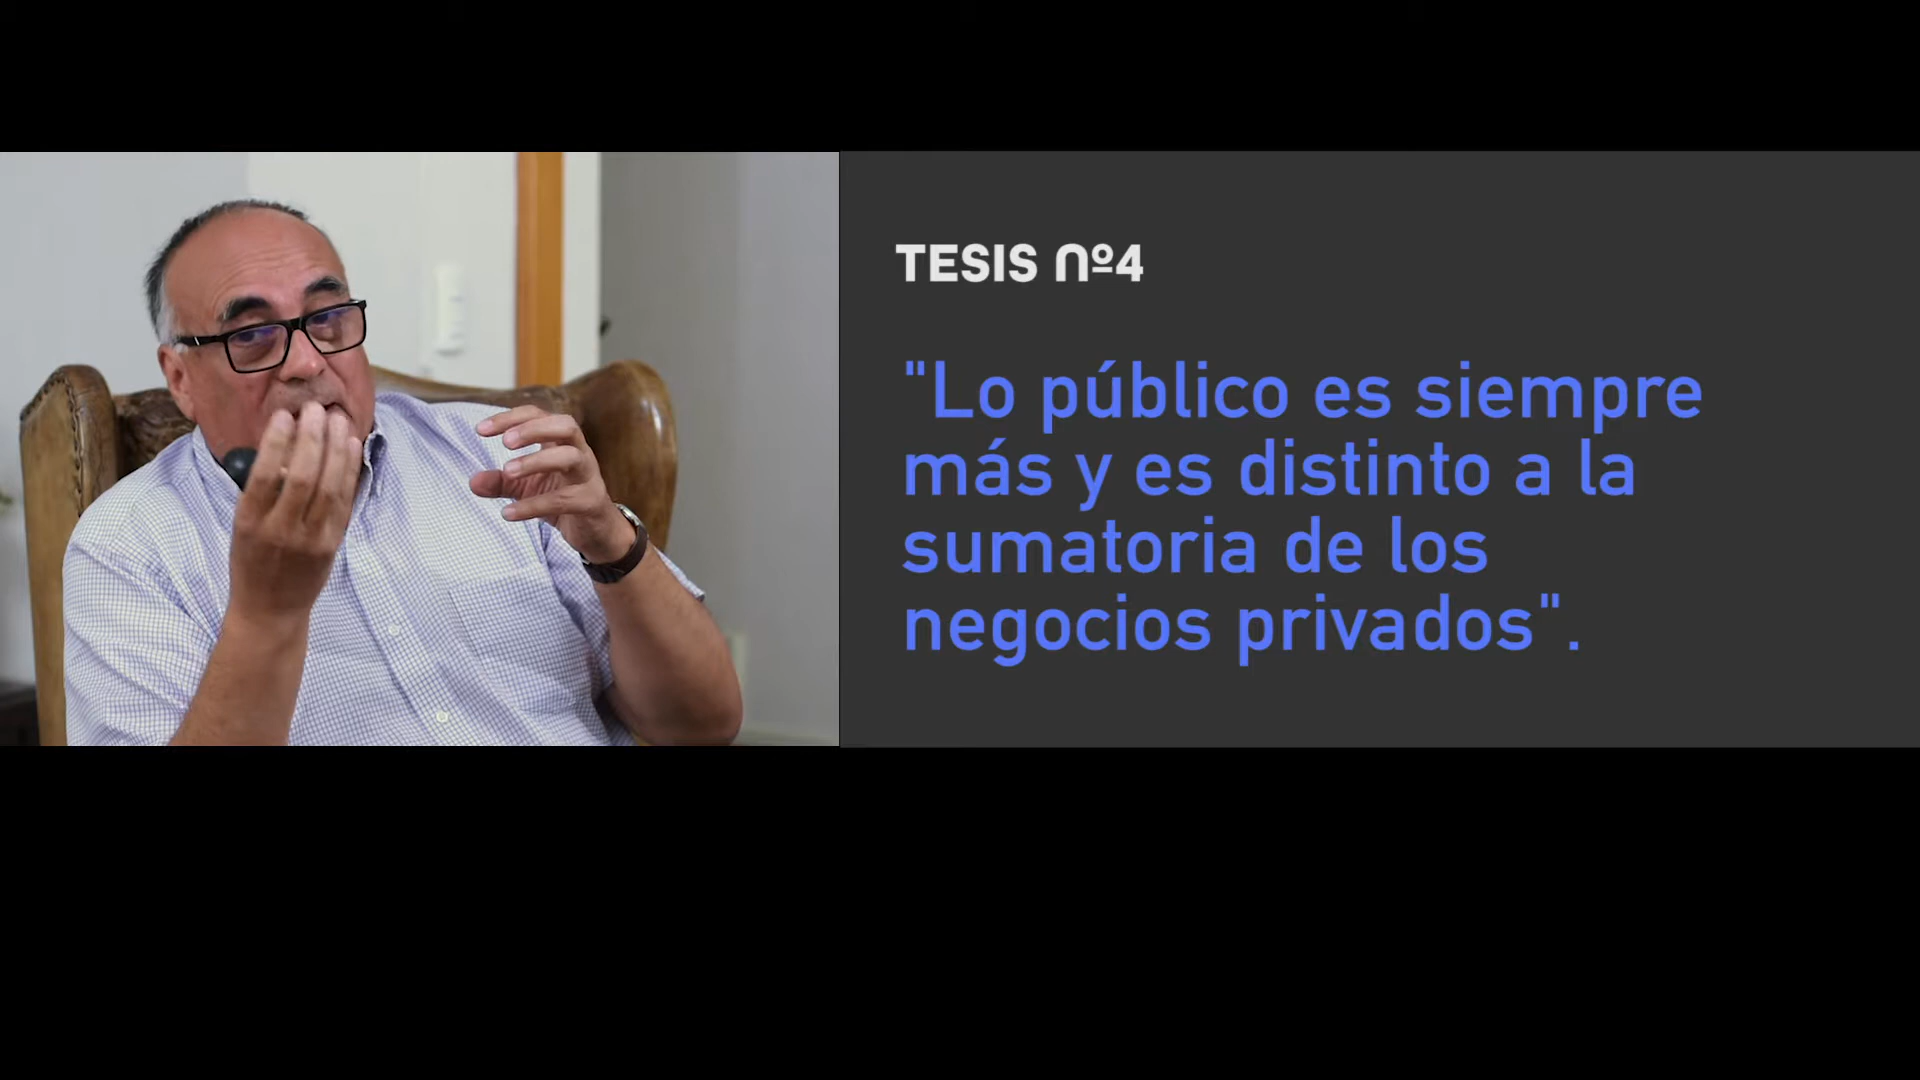 TESIS Nº4
"Lo público es siempre
más y es distinto a la
sumatoria de los
negocios privados".